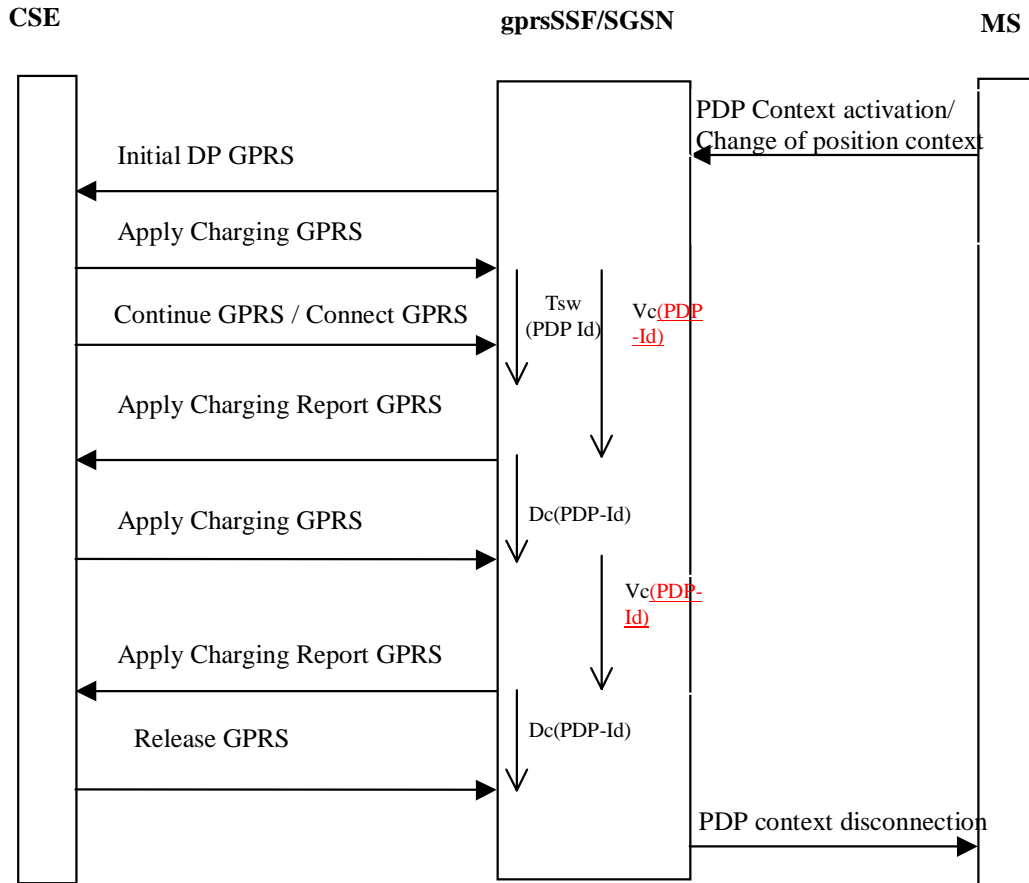 CSE
gprsSSF/SGSN
MS
PDP Context activation/
Change of position context
Initial DP GPRS
Apply Charging GPRS
Tsw
(PDP Id)
Vc(PDP
-Id)
Continue GPRS / Connect GPRS
Apply Charging Report GPRS
Dc(PDP-Id)
Apply Charging GPRS
Vc(PDP-
Id)
Apply Charging Report GPRS
Dc(PDP-Id)
Release GPRS
PDP context disconnection